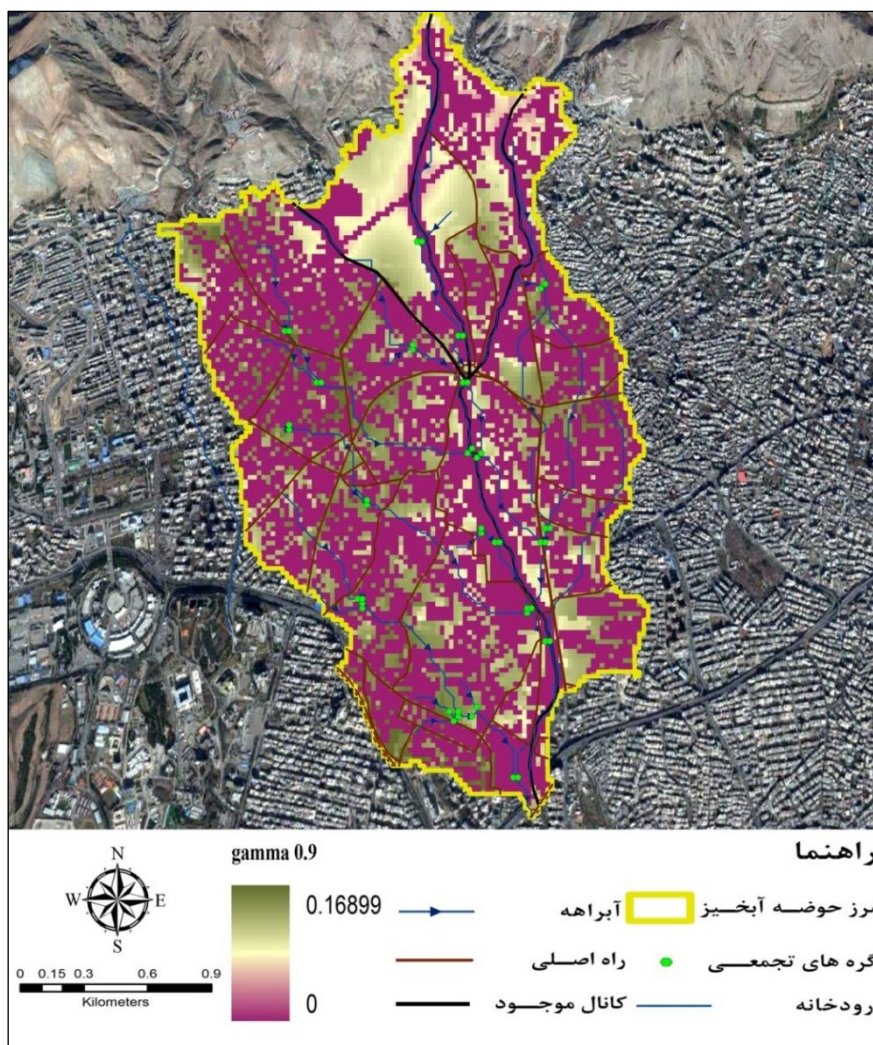 راهنما
gamma 0.9
N
W E
S
0.16899
0
آبراهه
مرز حوضه آبخیز
راه اصلی
گره های تجمعی
کانال موجود
رودخانه
0 0.15 0.3 0.6 0.9
Kilometers